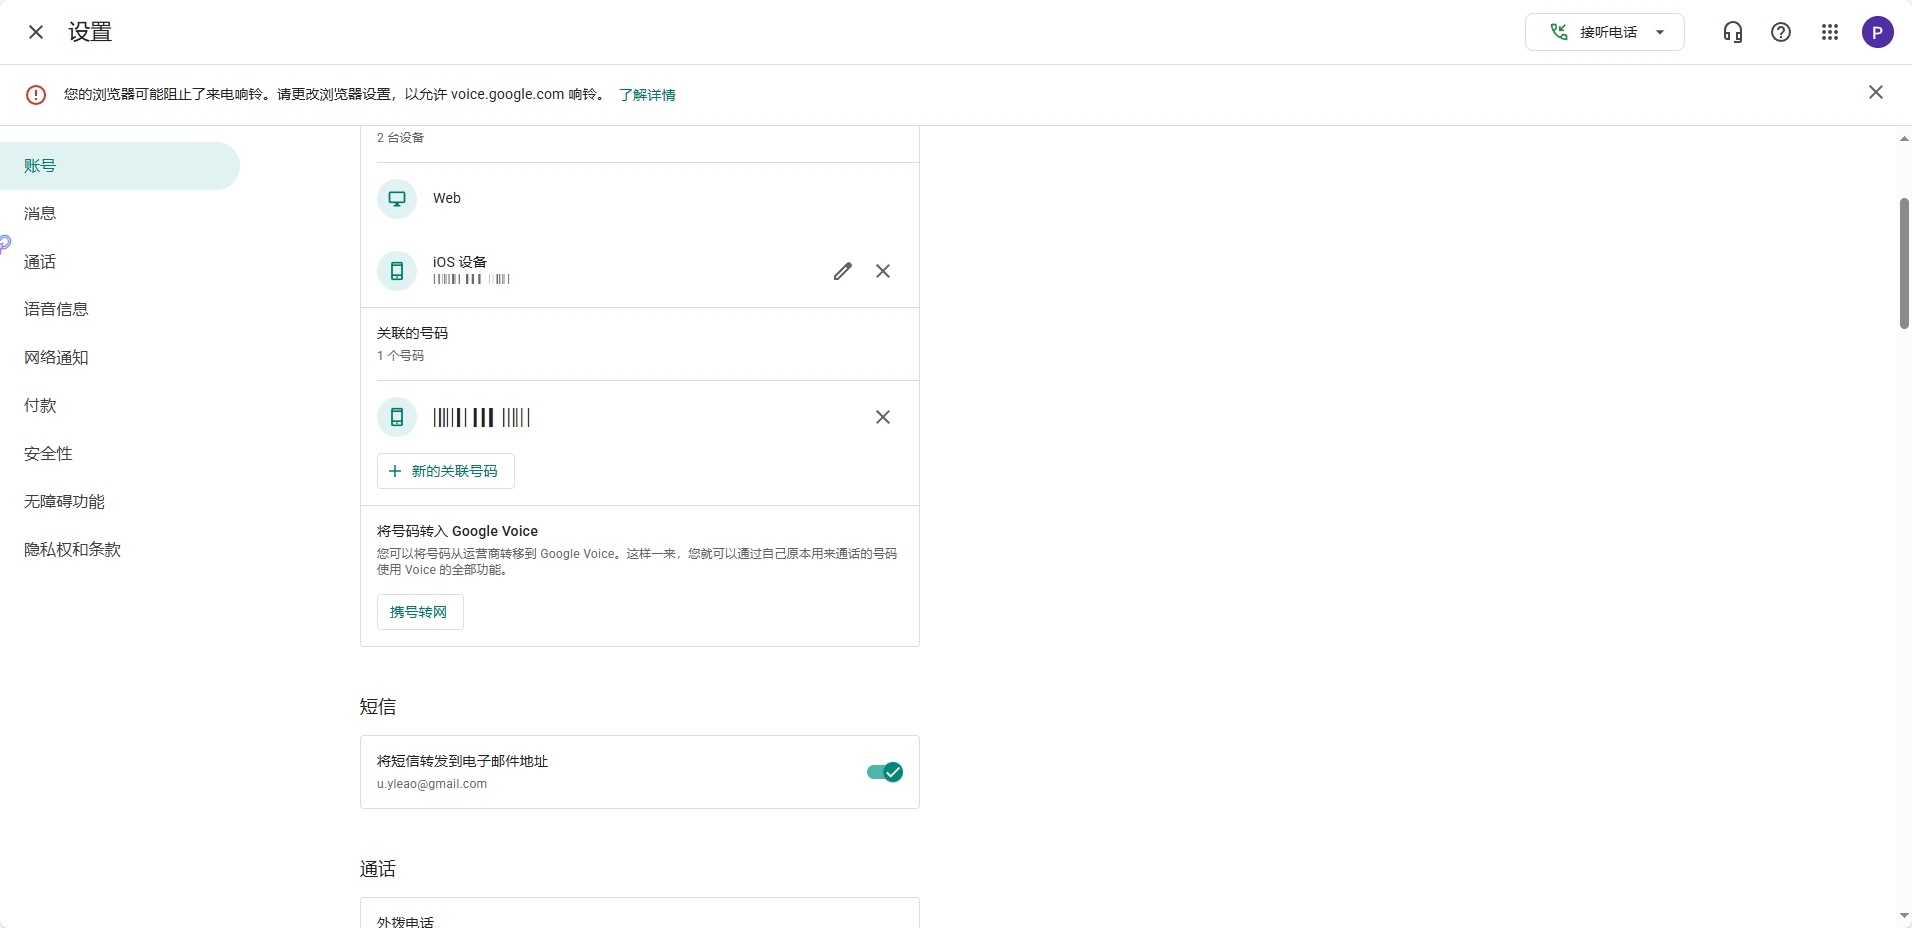 设置
接听电话
P
您的浏览器可能阻止了来电响铃。请更改浏览器设置，以允许 voice.google.com 响铃。 了解详情
账号
消息
通话
语音信息
网络通知
付款
安全性
无障碍功能
隐私权和条款
2 台设备
Web
iOS 设备
关联的号码
1 个号码
新的关联号码
将号码转入 Google Voice
您可以将号码从运营商转移到 Google Voice。这样一来，您就可以通过自己原本用来通话的号码
使用 Voice 的全部功能。
携号转网
短信
将短信转发到电子邮件地址
u.yleao@gmail.com
通话
外拨电话